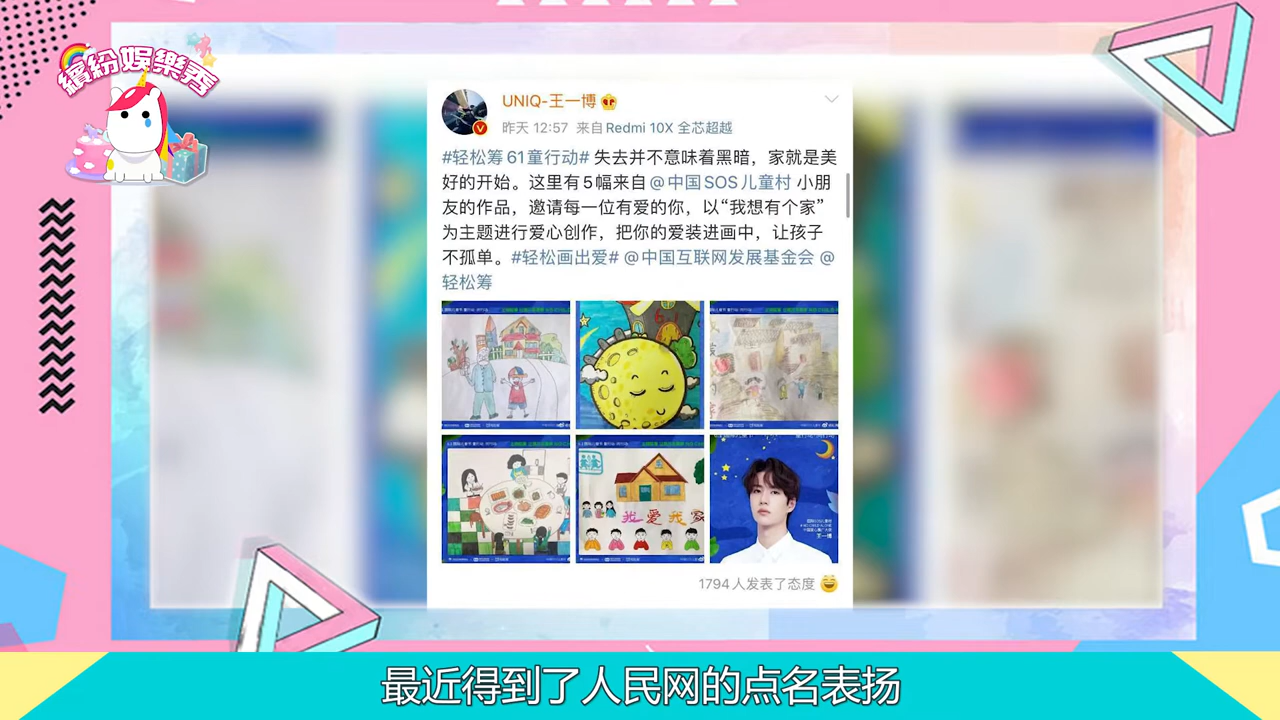 繽紛娛樂秀
UNIQ-王一博
昨天 12:57 来自 Redmi 10X 全芯超越
#轻松筹61童行动# 失去并不意味着黑暗，家就是美
好的开始。这里有5幅来自@中国SOS儿童村 小朋
友的作品，邀请每一位有爱的你，以“我想有个家”
为主题进行爱心创作，把你的爱装进画中，让孩子
不孤单。#轻松画出爱# @中国互联网发展基金会 @
轻松筹
我爱我家
王一博
1794人发表了态度
最近得到了人民网的点名表扬